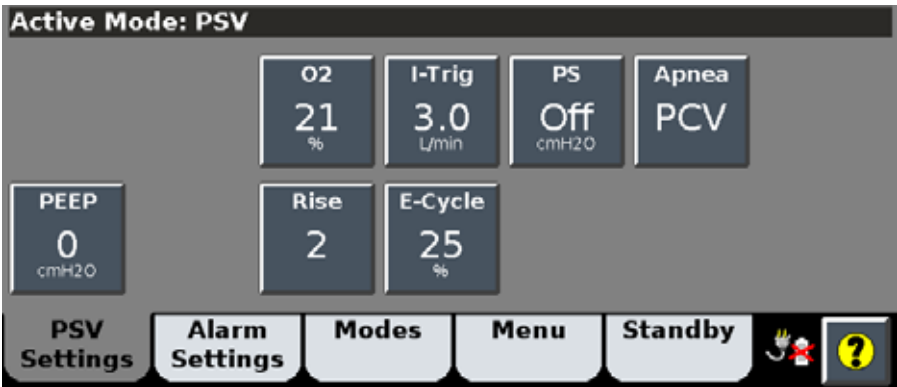 Active Mode: PSV
O2 I-Trig PS Apnea
21 3.0 Off PCV
% L/min cmH2O
PEEP Rise E-Cycle
0 2 25
cmH2O %
PSV Alarm Modes Menu Standby
Settings Settings
?